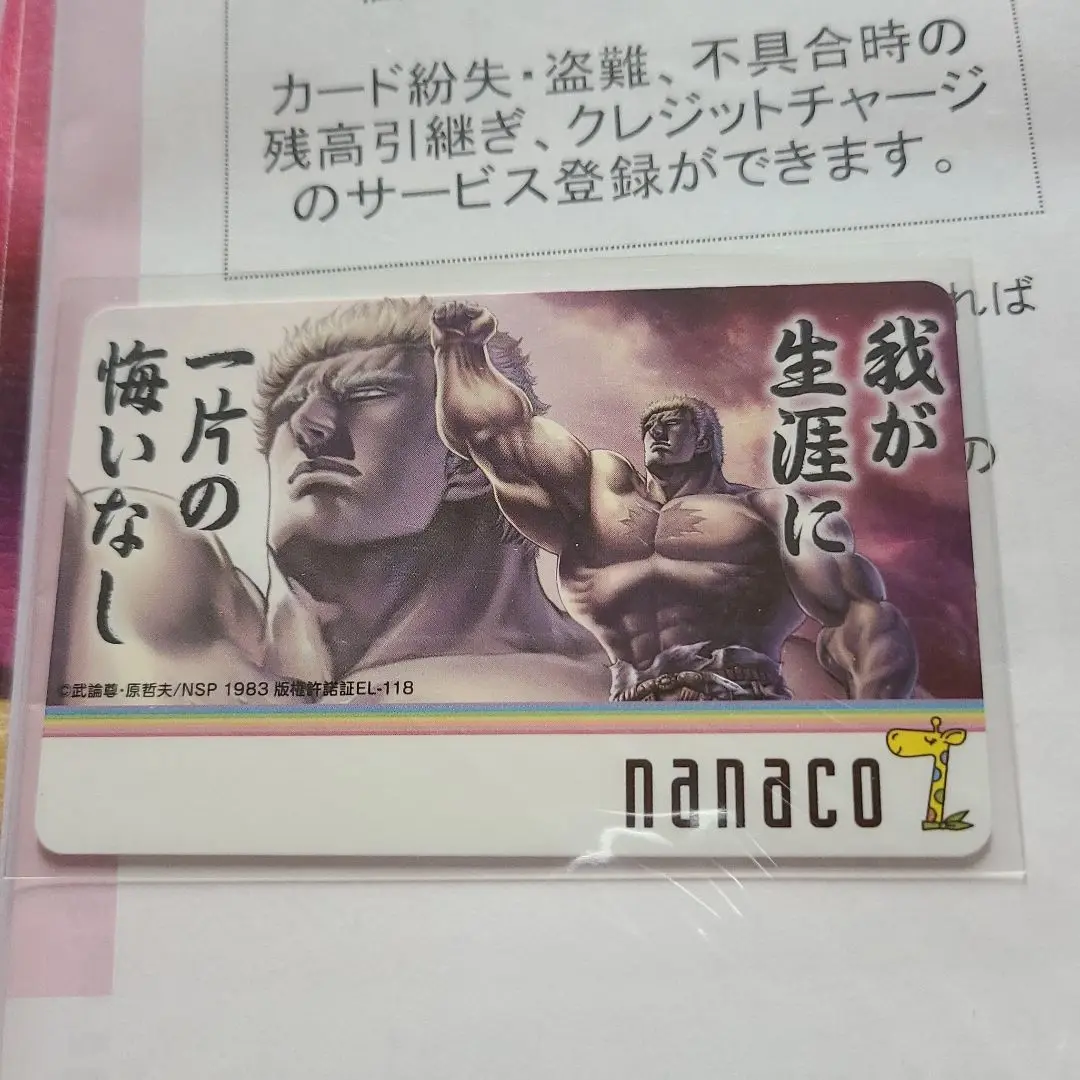 カード紛失・盗難、不具合時の
残高引継ぎ、クレジットチャージ
のサービス登録ができます。
れば
の
我が
生涯に
一片の
悔いなし
©武論尊・原哲夫/NSP 1983 版権許諾証EL-118
nanaco